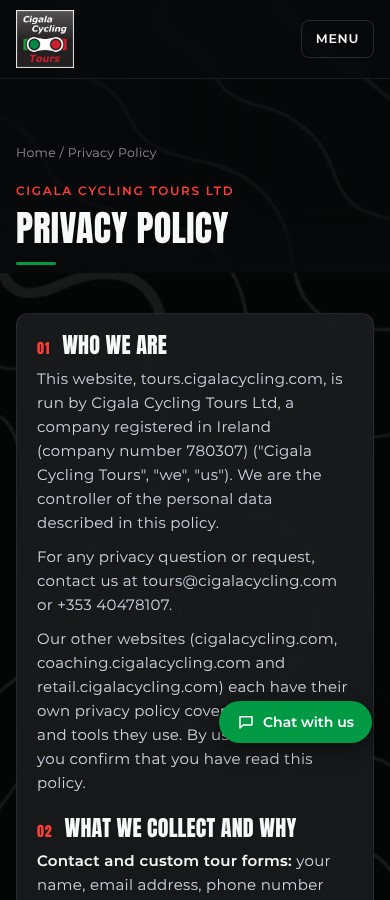 Cigala
Cycling
Tours
MENU
Home / Privacy Policy
CIGALA CYCLING TOURS LTD
PRIVACY POLICY
01 WHO WE ARE
This website, tours.cigalacycling.com, is
run by Cigala Cycling Tours Ltd, a
company registered in Ireland
(company number 780307) ("Cigala
Cycling Tours", "we", "us"). We are the
controller of the personal data
described in this policy.
For any privacy question or request,
contact us at tours@cigalacycling.com
or +353 40478107.
Our other websites (cigalacycling.com,
coaching.cigalacycling.com and
retail.cigalacycling.com) each have their
own privacy policy
and tools they use. By
you confirm that you have read this
policy.
Chat with us
02 WHAT WE COLLECT AND WHY
Contact and custom tour forms: your
name, email address, phone number